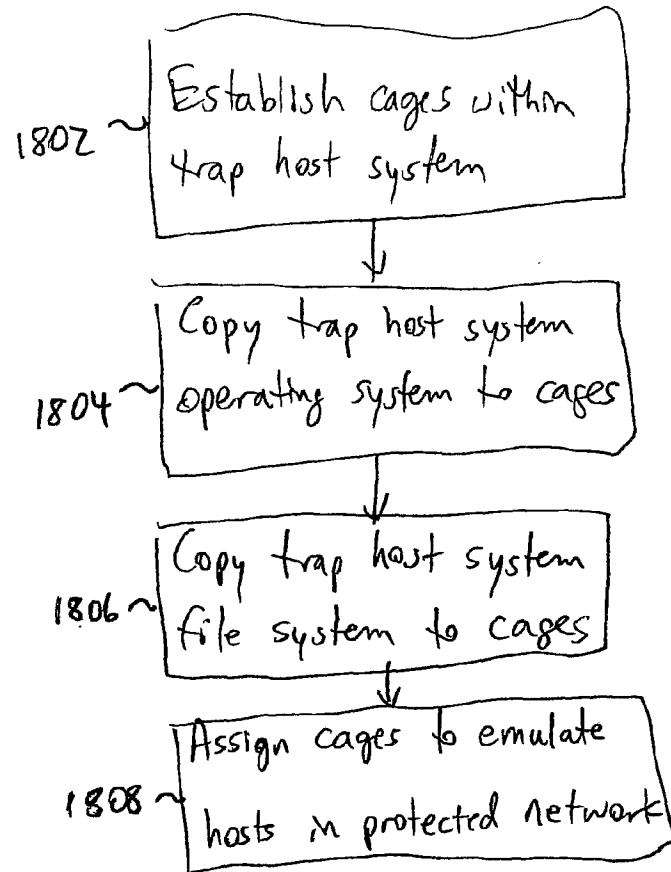 1802
Establish cages within
trap host system
1804
Copy trap host system
operating system to cages
1806
Copy trap host system
file system to cages
1808
Assign cages to emulate
hosts in protected network